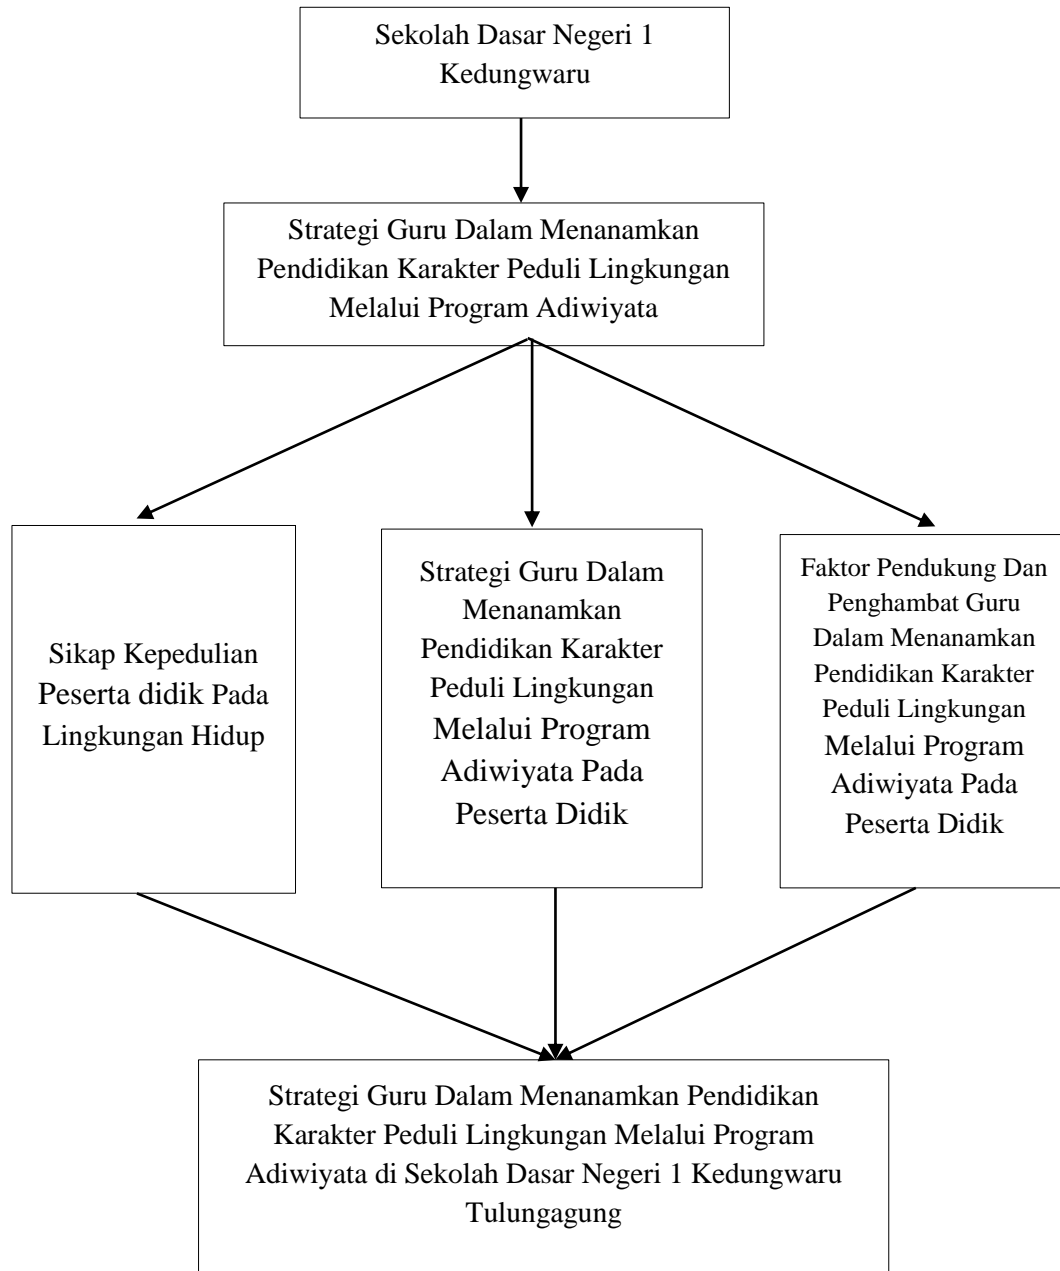 Sekolah Dasar Negeri 1
Kedungwaru
Strategi Guru Dalam Menanamkan
Pendidikan Karakter Peduli Lingkungan
Melalui Program Adiwiyata
Sikap Kepedulian
Peserta didik Pada
Lingkungan Hidup
Strategi Guru Dalam
Menanamkan
Pendidikan Karakter
Peduli Lingkungan
Melalui Program
Adiwiyata Pada
Peserta Didik
Faktor Pendukung Dan
Penghambat Guru
Dalam Menanamkan
Pendidikan Karakter
Peduli Lingkungan
Melalui Program
Adiwiyata Pada
Peserta Didik
Strategi Guru Dalam Menanamkan Pendidikan
Karakter Peduli Lingkungan Melalui Program
Adiwiyata di Sekolah Dasar Negeri 1 Kedungwaru
Tulungagung